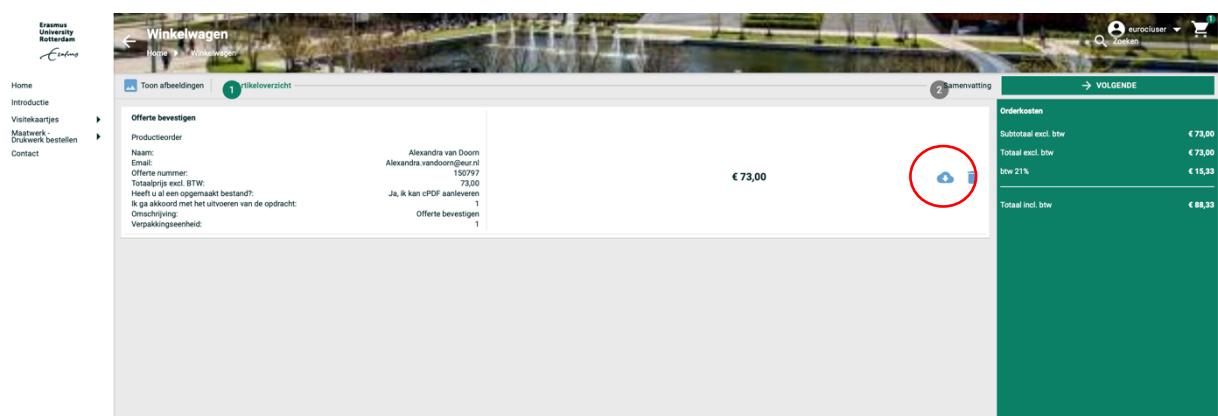 Erasmus
University
Rotterdam
Erasmus
Home
Introductie
Visitekaartjes
Maatwerk -
Drukwerk bestellen
Contact
Winkelwagen
Home Winkelwagen
eurocluser
1
Zoeken
Toon afbeeldingen
1 rtikeloverzicht
2 Samenvatting
VOLGENDE
Offerte bevestigen
Productieorder
Naam: Alexandra van Doorn
Email: Alexandra.vandoorn@eur.nl
Offerte nummer: 150797
Totaalprijs excl. BTW: 73,00
Heeft u al een opgemaakt bestand?: Ja, ik kan cPDF aanleveren
Ik ga akkoord met het uitvoeren van de opdracht: 1
Omschrijving: Offerte bevestigen
Verpakkingseenheid: 1
€ 73,00
Orderkosten
Subtotaal excl. btw € 73,00
Totaal excl. btw € 73,00
btw 21% € 15,33
Totaal incl. btw € 88,33